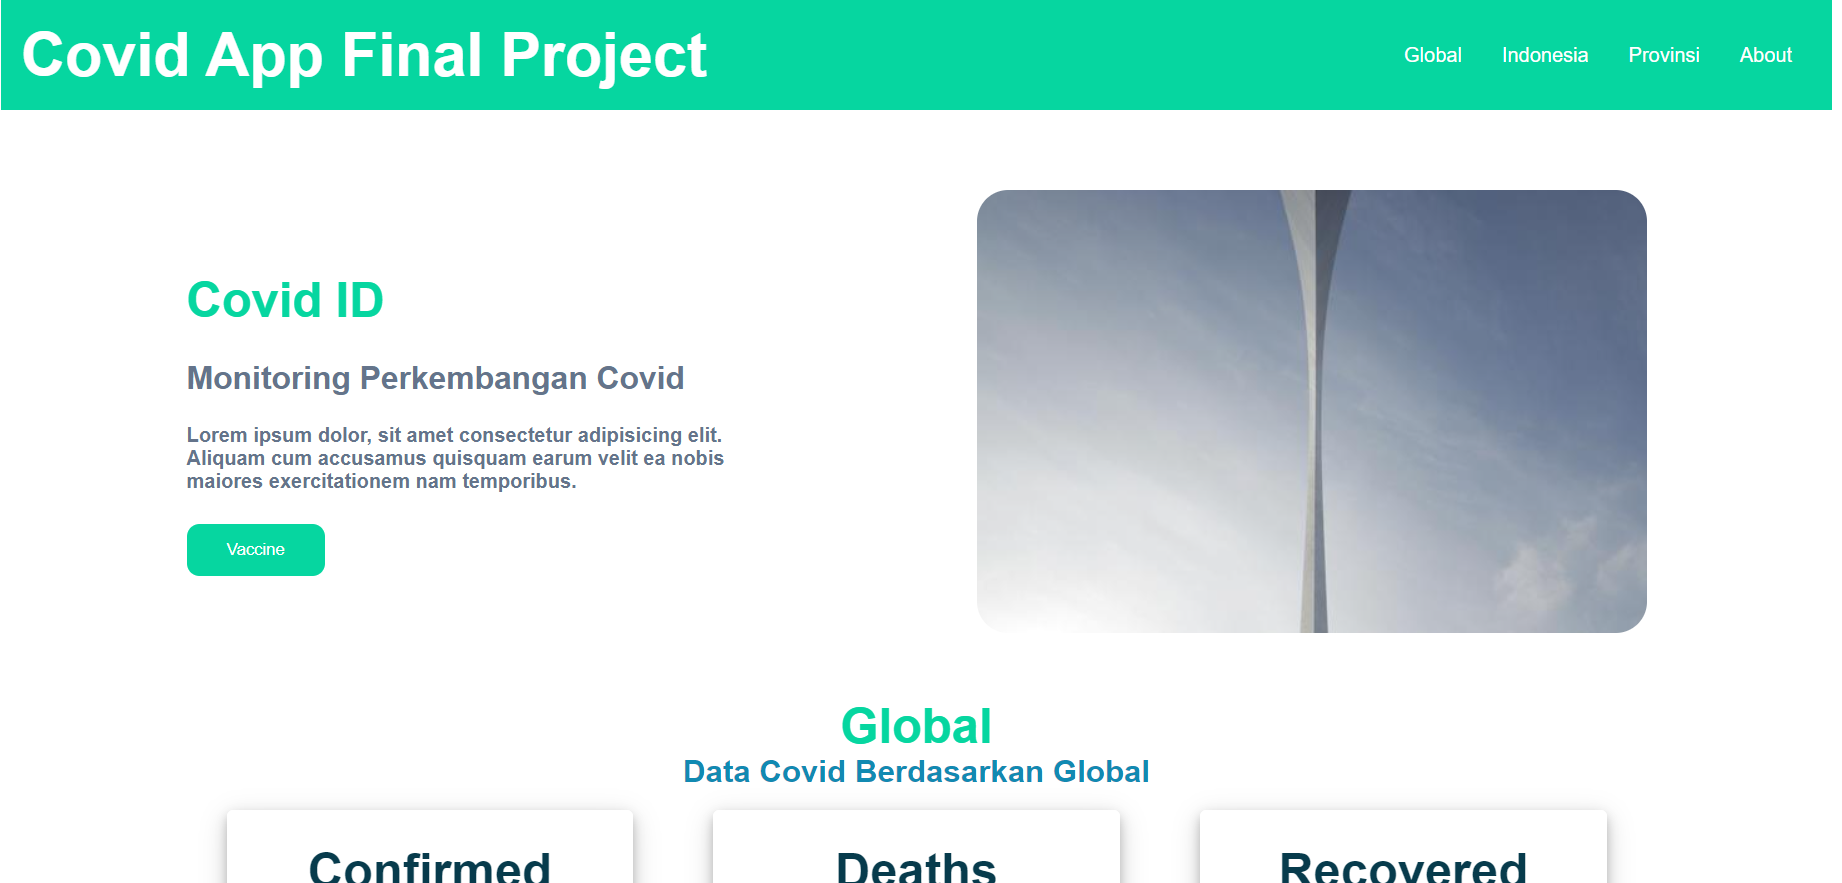 Covid App Final Project
Global Indonesia Provinsi About
Covid ID
Monitoring Perkembangan Covid
Lorem ipsum dolor, sit amet consectetur adipisicing elit.
Aliquam cum accusamus quisquam earum velit ea nobis
maiores exercitationem nam temporibus.
Vaccine
Global
Data Covid Berdasarkan Global
Confirmed Deaths Recovered